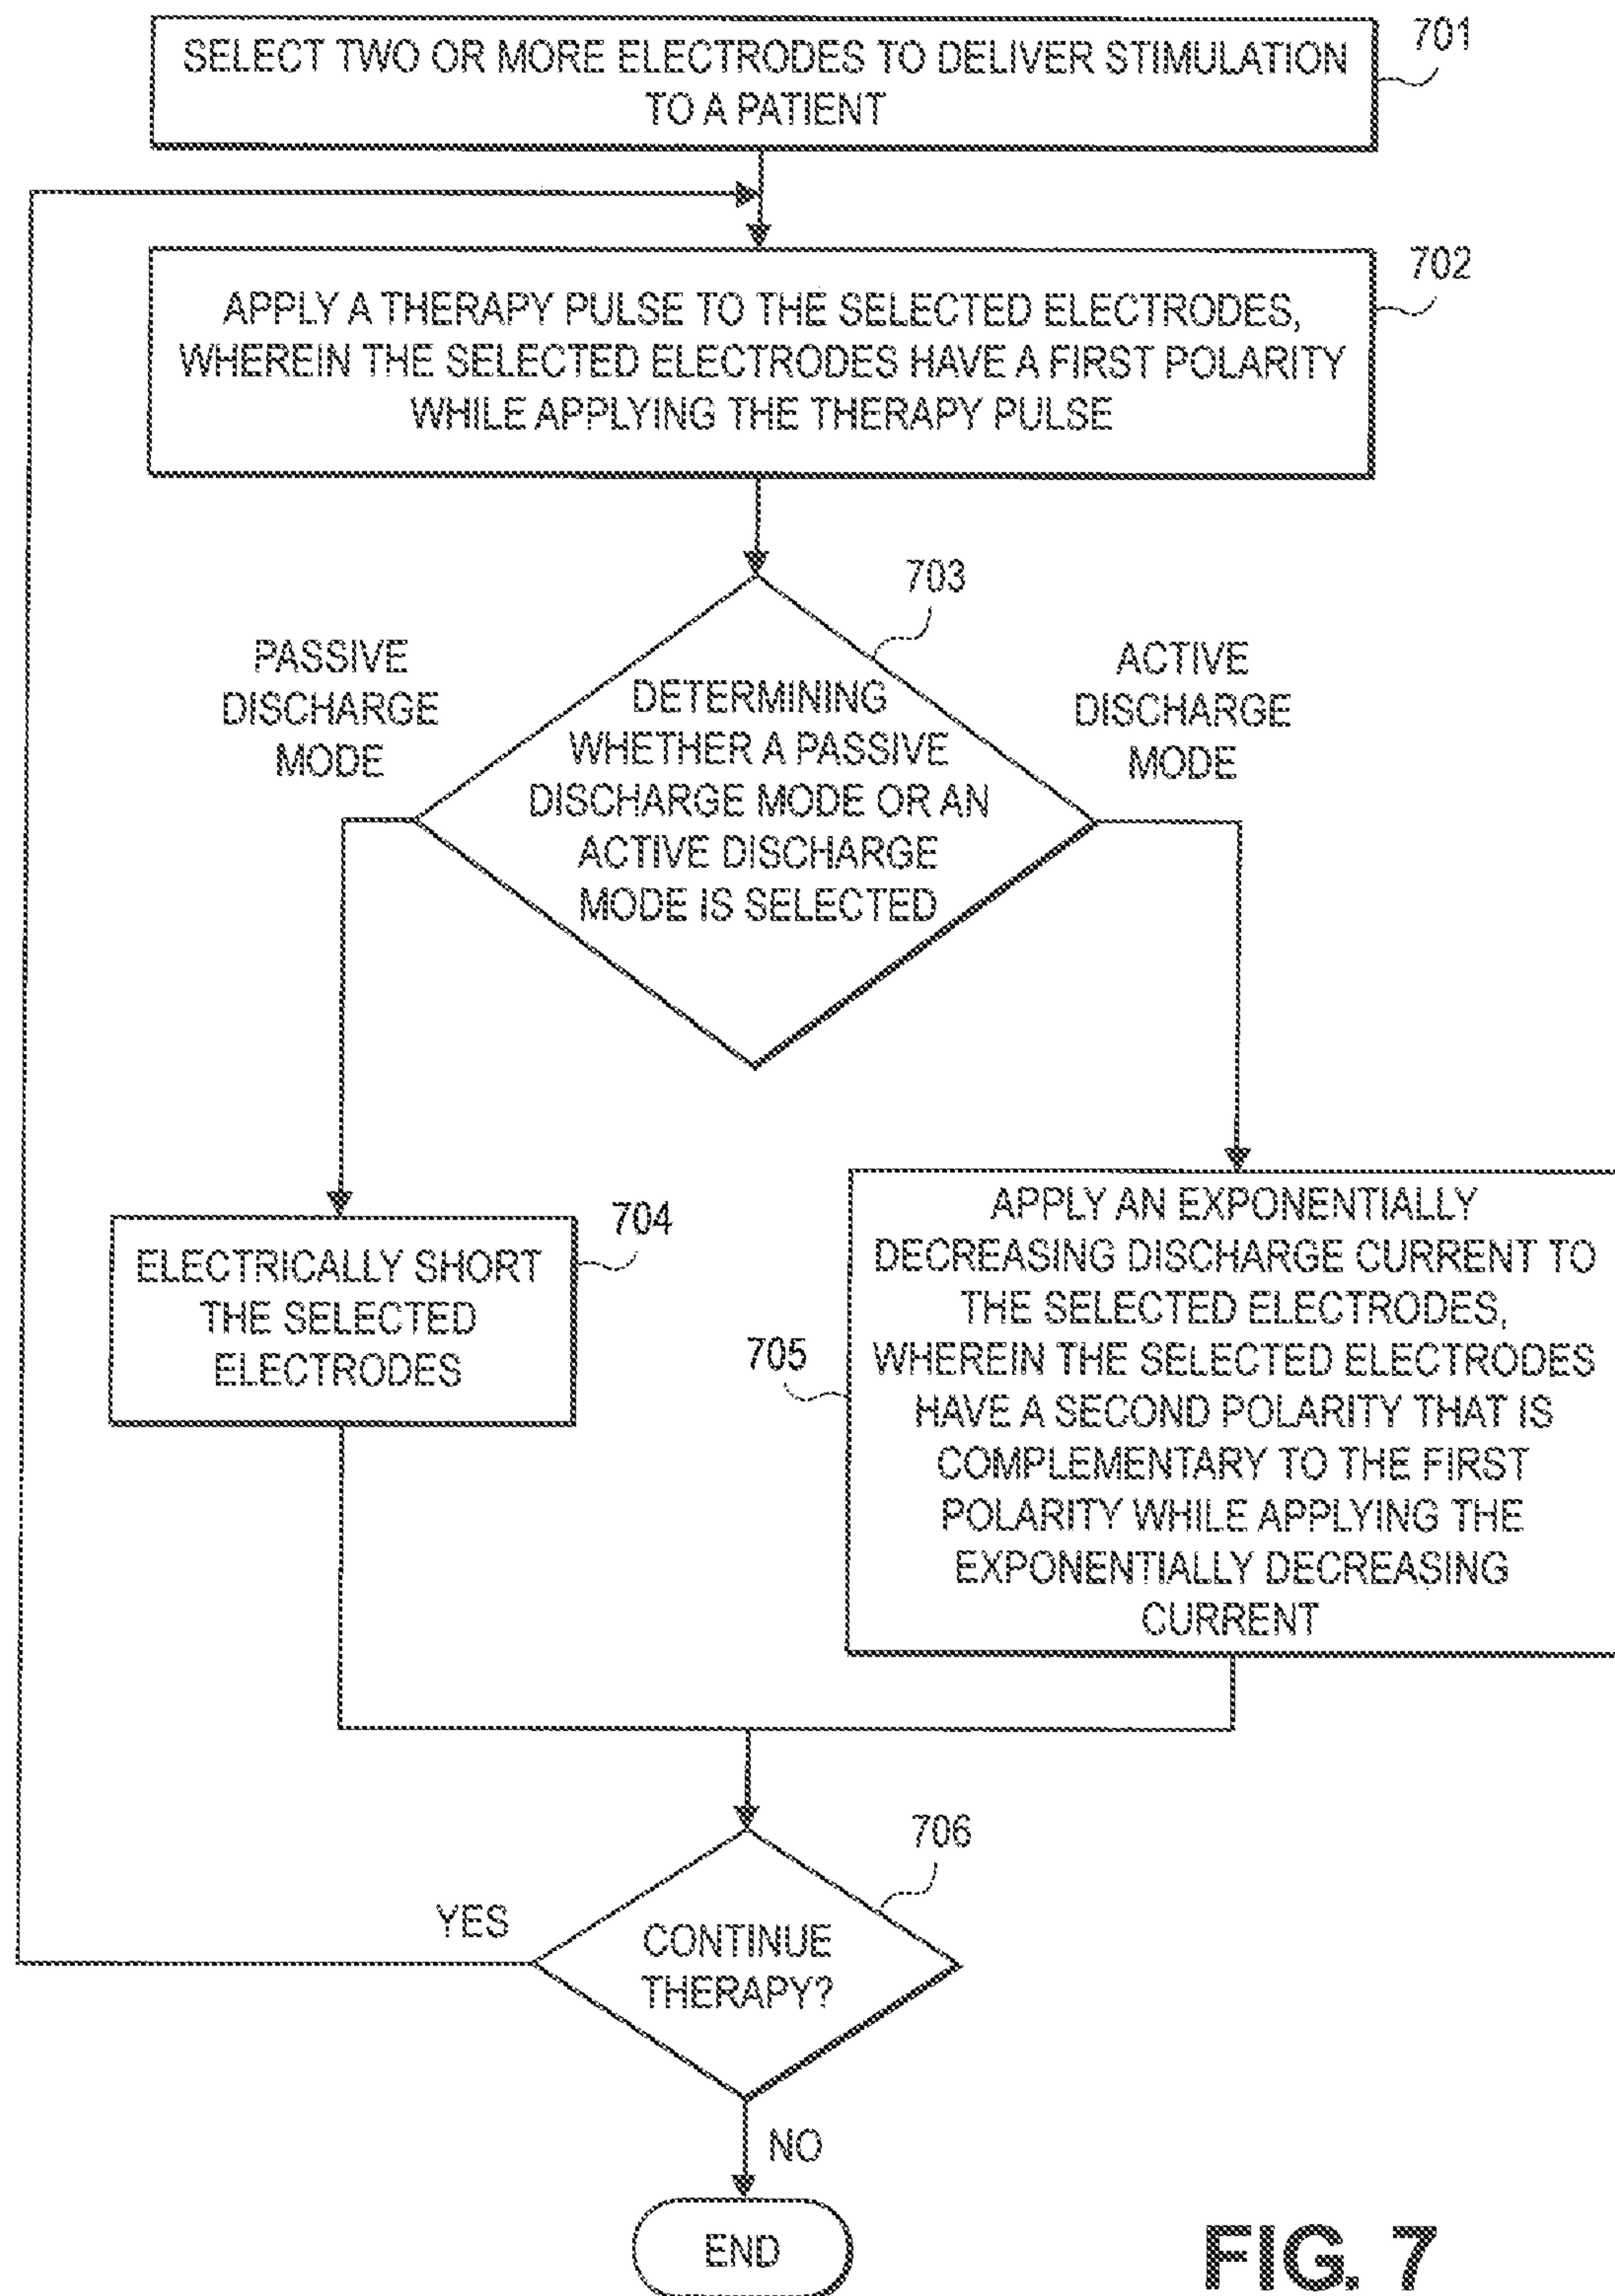 701
SELECT TWO OR MORE ELECTRODES TO DELIVER STIMULATION
TO A PATIENT
702
APPLY A THERAPY PULSE TO THE SELECTED ELECTRODES,
WHEREIN THE SELECTED ELECTRODES HAVE A FIRST POLARITY
WHILE APPLYING THE THERAPY PULSE
703
PASSIVE
DISCHARGE
MODE
DETERMINING
WHETHER A PASSIVE
DISCHARGE MODE OR AN
ACTIVE DISCHARGE
MODE IS SELECTED
ACTIVE
DISCHARGE
MODE
704
ELECTRICALLY SHORT
THE SELECTED
ELECTRODES
705
APPLY AN EXPONENTIALLY
DECREASING DISCHARGE CURRENT TO
THE SELECTED ELECTRODES,
WHEREIN THE SELECTED ELECTRODES
HAVE A SECOND POLARITY THAT IS
COMPLEMENTARY TO THE FIRST
POLARITY WHILE APPLYING THE
EXPONENTIALLY DECREASING
CURRENT
706
YES
CONTINUE
THERAPY?
NO
END
FIG. 7